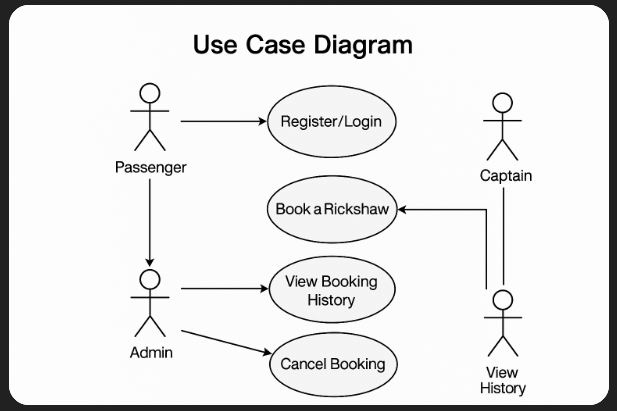 Use Case Diagram
Passenger
Register/Login
Captain
Book a Rickshaw
Admin
View Booking
History
Cancel Booking
View
History